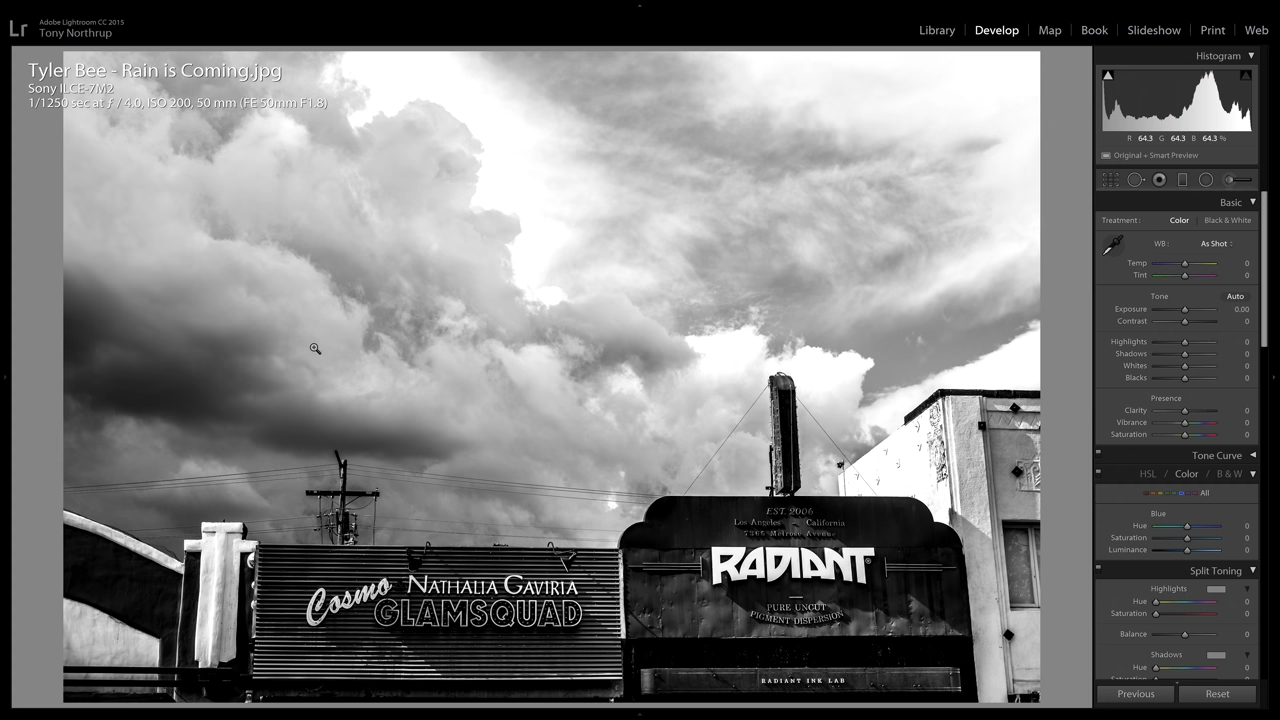 Lr
Adobe Lightroom CC 2015
Tony Northrup
Library
Develop
Map
Book
Slideshow
Print
Web
Tyler Bee - Rain is Coming.jpg
Sony ILCE-7M2
1/1250 sec at ƒ / 4.0, ISO 200, 50 mm (FE 50mm F1.8)
Histogram
R 64.3 G 64.3 B 64.3 %
Original + Smart Preview
Basic
Treatment : Color Black & White
WB : As Shot
Temp 0
Tint 0
Tone Auto
Exposure 0.00
Contrast 0
Highlights 0
Shadows 0
Whites 0
Blacks 0
Presence
Clarity 0
Vibrance 0
Saturation 0
Tone Curve
HSL / Color / B & W
All
Blue
Hue 0
Saturation 0
Luminance 0
Split Toning
Highlights
Hue 0
Saturation 0
Balance 0
Shadows
Hue 0
Previous Reset
EST. 2006
Los Angeles California
7365 Melrose Avenue
RADIANT®
PURE UNCUT
PIGMENT DISPERSION
RADIANT INK LAB
Cosmo NATHALIA GAVIRIA
GLAMSQUAD